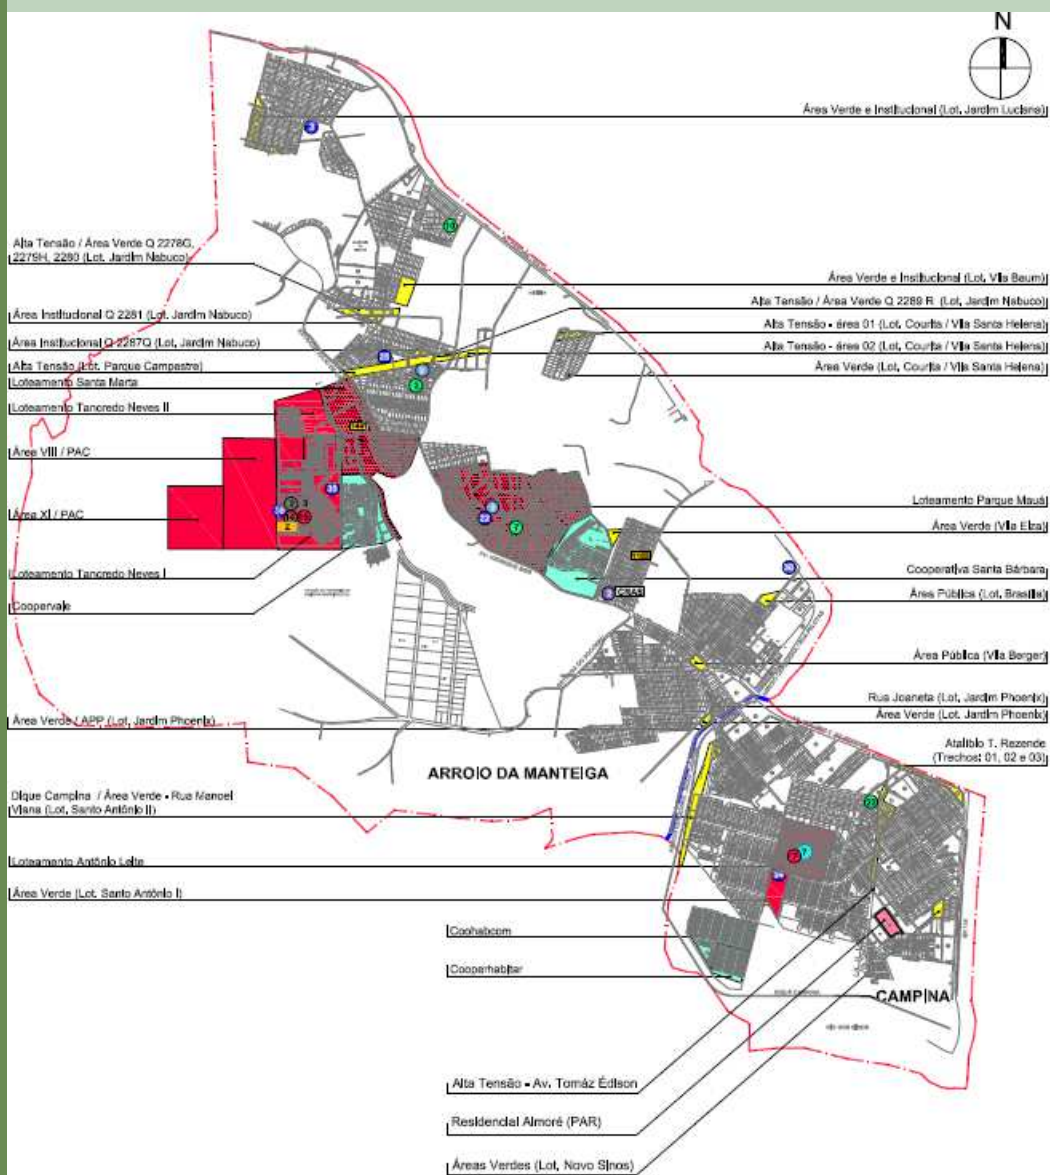 N
Área Verde e Institucional (Lot. Jardim Luciana)
Alta Tensão / Área Verde Q 2278G,
2279H, 2280 (Lot. Jardim Nabuco)
Área Verde e Institucional (Lot. Vila Baum)
Alta Tensão / Área Verde Q 2289 R (Lot. Jardim Nabuco)
Área Institucional Q 2281 (Lot. Jardim Nabuco)
Alta Tensão - área 01 (Lot. Courita / Vila Santa Helena)
Área Institucional Q 2287Q (Lot. Jardim Nabuco)
Alta Tensão - área 02 (Lot. Courita / Vila Santa Helena)
Alta Tensão (Lot. Parque Campestre)
Área Verde (Lot. Courita / Vila Santa Helena)
Loteamento Santa Marta
Loteamento Tancredo Neves II
Área VIII / PAC
Loteamento Parque Mauá
Área XI / PAC
Área Verde (Vila Elza)
Cooperativa Santa Bárbara
Loteamento Tancredo Neves I
Área Pública (Lot. Brasília)
Coopervale
Área Pública (Vila Berger)
Rua Joaneta (Lot. Jardim Phoenix)
Área Verde / APP (Lot. Jardim Phoenix)
Área Verde (Lot. Jardim Phoenix)
Ataliblo T. Rezende
(Trechos: 01, 02 e 03)
ARROIO DA MANTEIGA
Dique Campina / Área Verde - Rua Manoel
Viana (Lot. Santo Antônio II)
Loteamento Antônio Leite
Área Verde (Lot. Santo Antônio I)
Coohabcom
Cooperhabitar
CAMPINA
Alta Tensão - Av. Tomáz Édison
Residencial Aimoré (PAR)
Áreas Verdes (Lot. Novo Sinos)